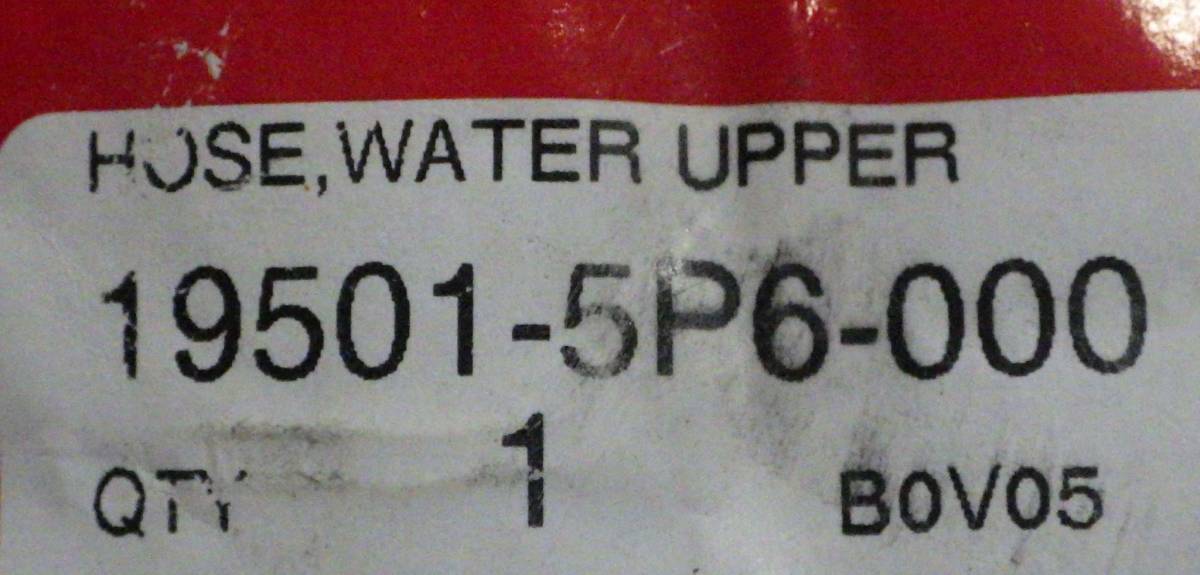 HOSE,WATER UPPER
19501-5P6-000
QTY 1 B0V05